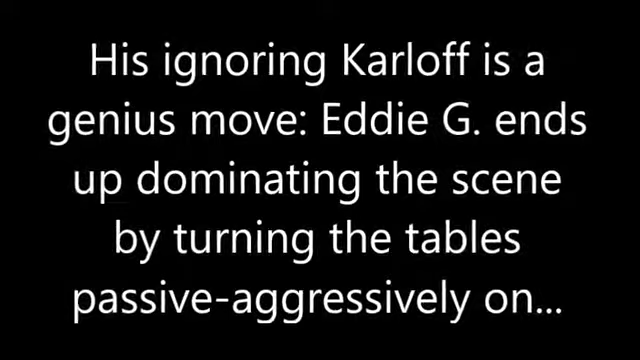 His ignoring Karloff is a
genius move: Eddie G. ends
up dominating the scene
by turning the tables
passive-aggressively on...